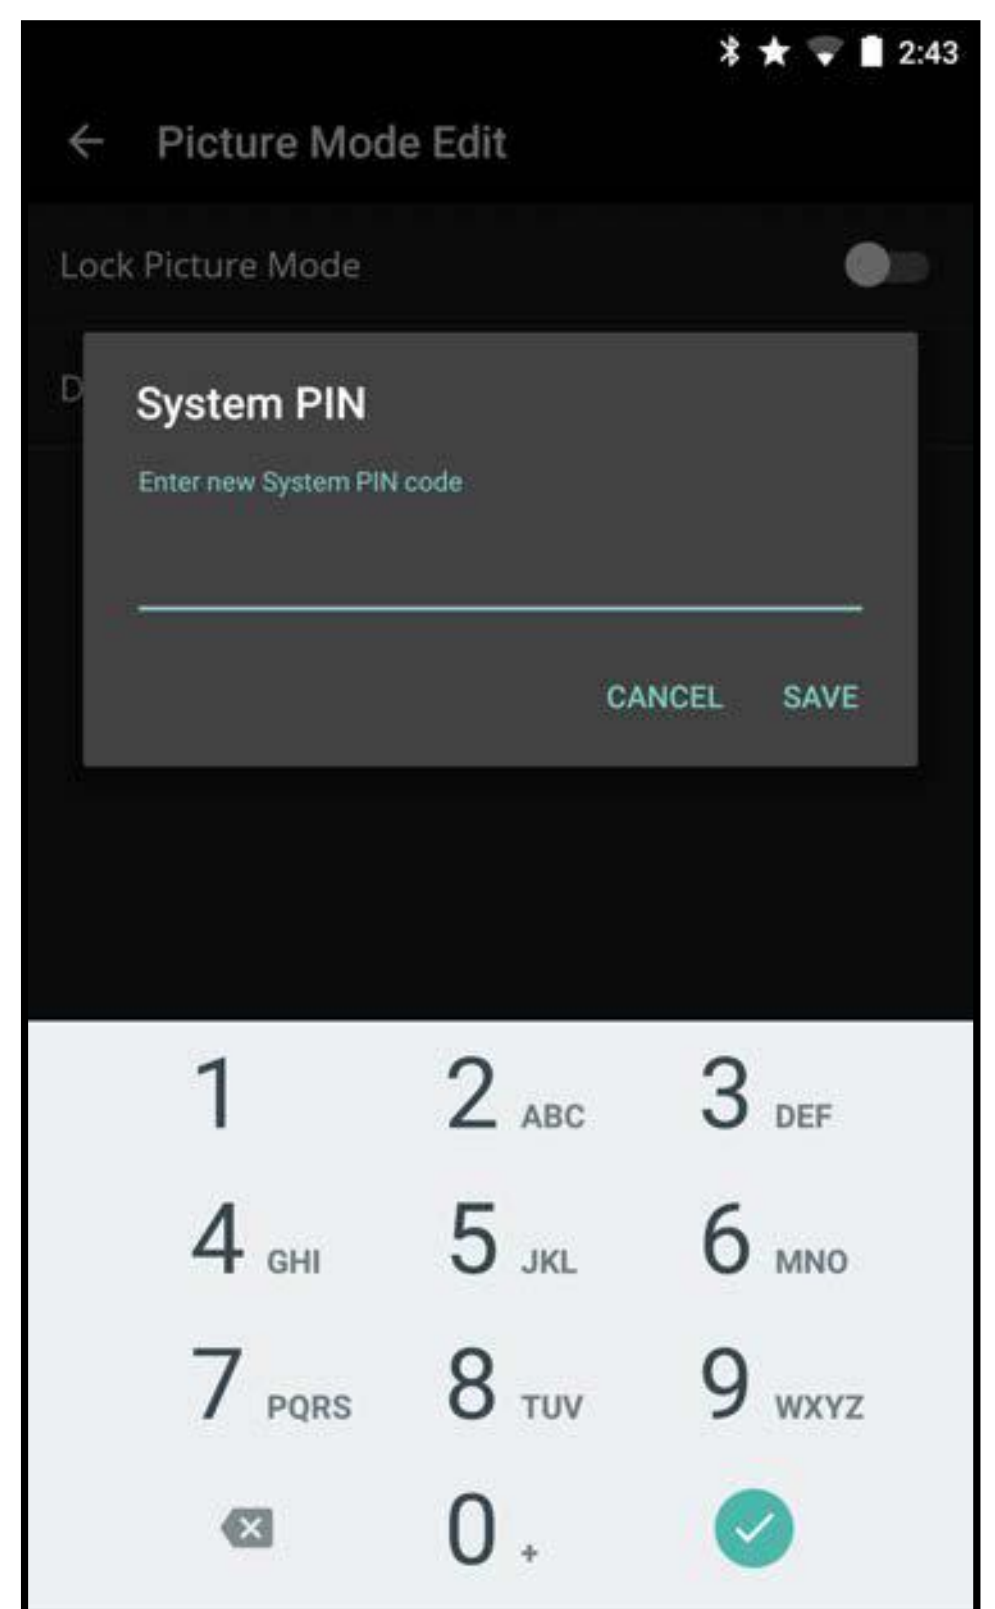 2:43
Picture Mode Edit
Lock Picture Mode
D
System PIN
Enter new System PIN code
CANCEL SAVE
1 2 ABC 3 DEF
4 GHI 5 JKL 6 MNO
7 PQRS 8 TUV 9 WXYZ
0 +